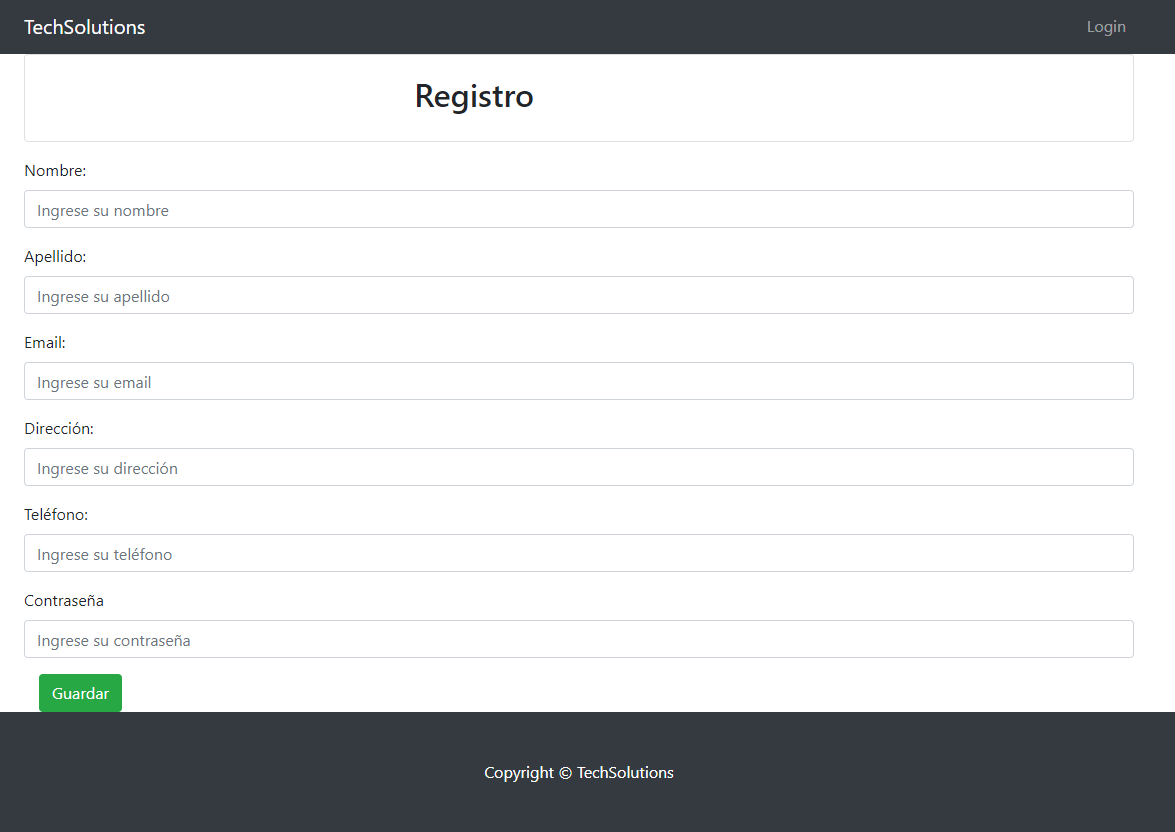 TechSolutions Login
Registro
Nombre:
Ingrese su nombre
Apellido:
Ingrese su apellido
Email:
Ingrese su email
Dirección:
Ingrese su dirección
Teléfono:
Ingrese su teléfono
Contraseña
Ingrese su contraseña
Guardar
Copyright © TechSolutions